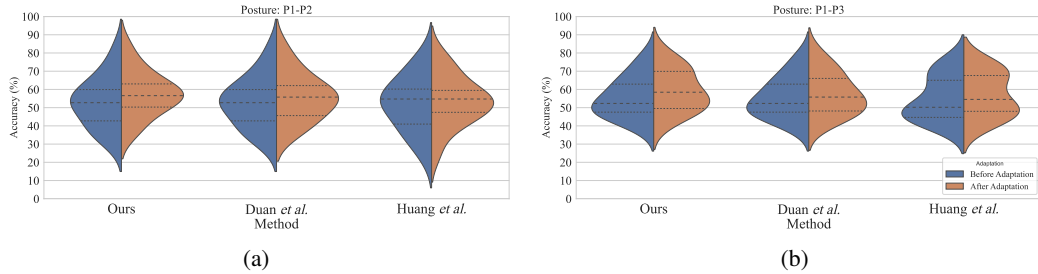 Posture: P1-P2
100
90
80
70
60
50
40
30
20
10
0
Accuracy (%)
Ours
Duan et al.
Huang et al.
Method
(a)
Posture: P1-P3
100
90
80
70
60
50
40
30
20
10
0
Accuracy (%)
Adaptation
Before Adaptation
After Adaptation
Ours
Duan et al.
Huang et al.
Method
(b)